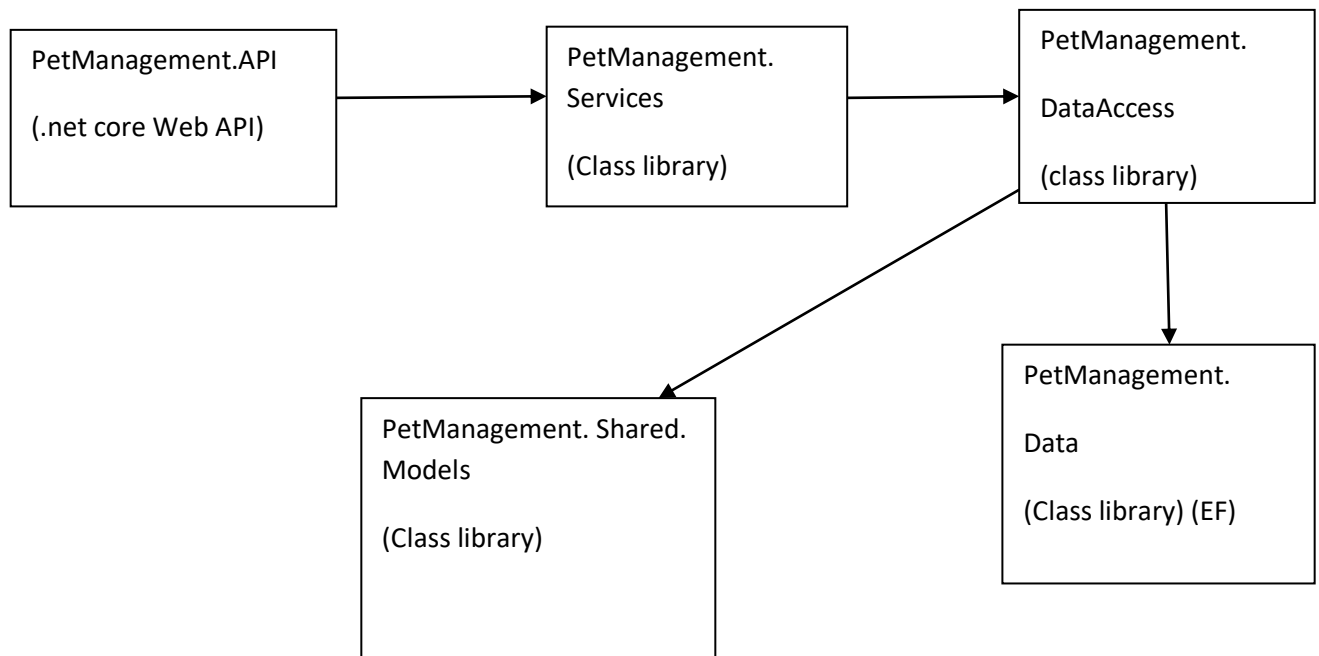 PetManagement.API
(.net core Web API)
PetManagement.
Services
(Class library)
PetManagement.
DataAccess
(class library)
PetManagement. Shared.
Models
(Class library)
PetManagement.
Data
(Class library) (EF)